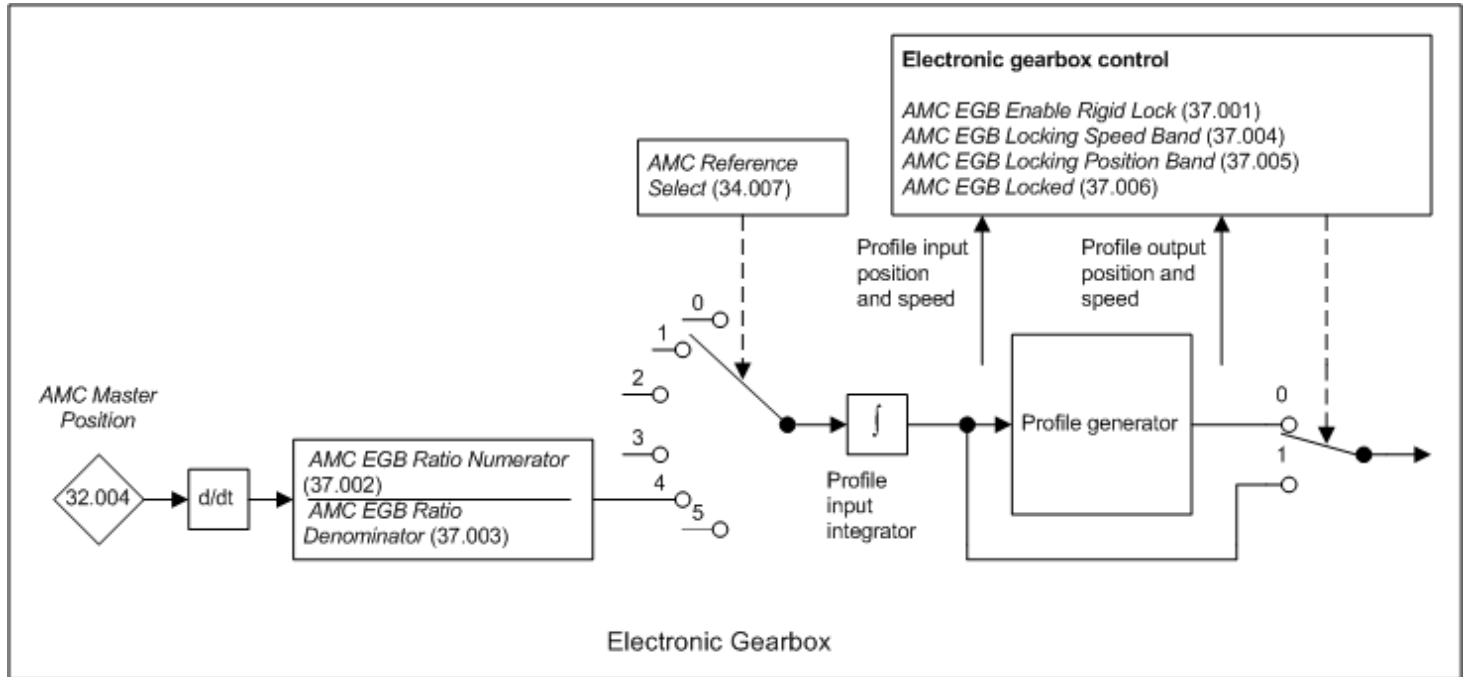 Electronic gearbox control
AMC EGB Enable Rigid Lock (37.001)
AMC EGB Locking Speed Band (37.004)
AMC EGB Locking Position Band (37.005)
AMC EGB Locked (37.006)
AMC Reference
Select (34.007)
Profile input
position
and speed
Profile output
position and
speed
0
1
2
3
4
5
AMC Master
Position
32.004
d/dt
AMC EGB Ratio Numerator
(37.002)
AMC EGB Ratio
Denominator (37.003)
∫
Profile
input
integrator
Profile generator
0
1
Electronic Gearbox